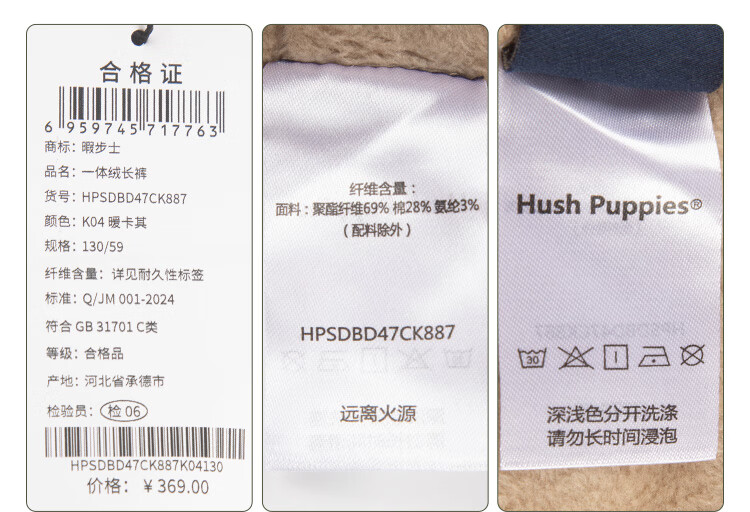 合格证
6 959745 717763
商标：暇步士
品名：一体绒长裤
货号：HPSDBD47CK887
颜色：K04 暖卡其
规格：130/59
纤维含量：详见耐久性标签
标准：Q/JM 001-2024
符合 GB 31701 C类
等级：合格品
产地：河北省承德市
检验员：检 06
HPSDBD47CK887K04130
价格：￥369.00
纤维含量：
面料：聚酯纤维69% 棉28% 氨纶3%
（配料除外）
HPSDBD47CK887
远离火源
Hush Puppies®
30
深浅色分开洗涤
请勿长时间浸泡